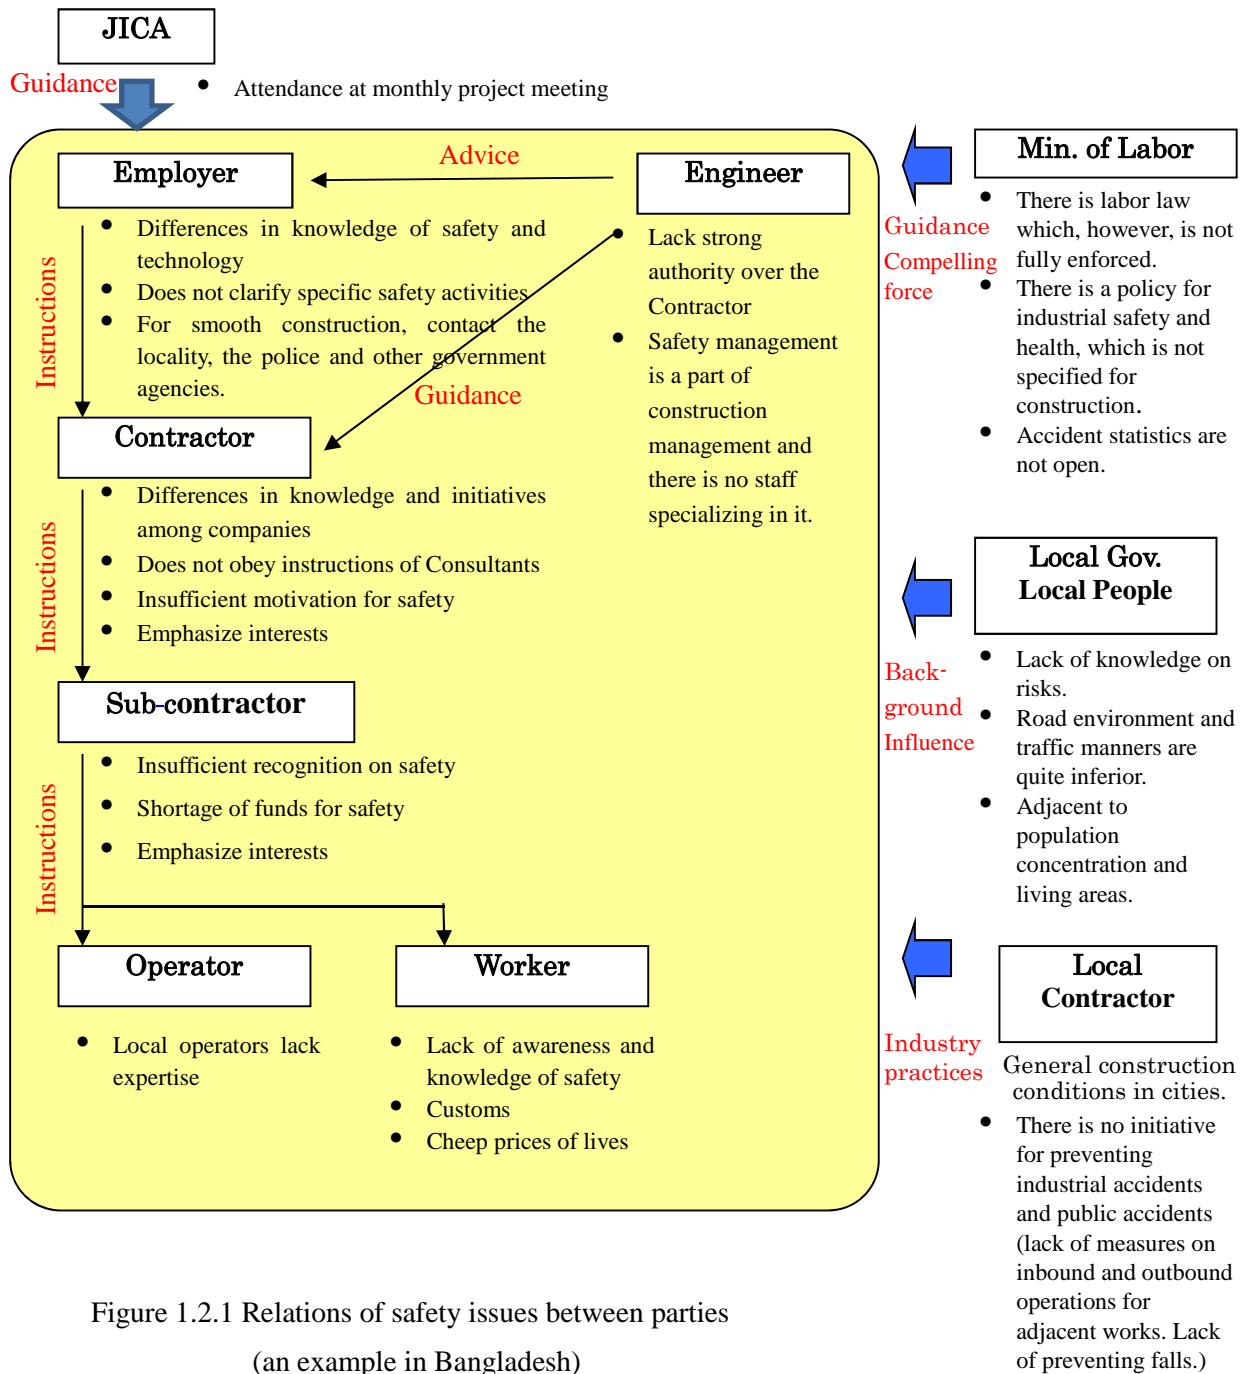 JICA
Guidance
• Attendance at monthly project meeting
Employer
Advice
Engineer
• Differences in knowledge of safety and
technology
• Does not clarify specific safety activities
• For smooth construction, contact the
locality, the police and other government
agencies.
Instructions
Guidance
• Lack strong
authority over the
Contractor
• Safety management
is a part of
construction
management and
there is no staff
specializing in it.
Contractor
• Differences in knowledge and initiatives
among companies
• Does not obey instructions of Consultants
• Insufficient motivation for safety
• Emphasize interests
Instructions
Sub-contractor
• Insufficient recognition on safety
• Shortage of funds for safety
• Emphasize interests
Instructions
Operator
• Local operators lack
expertise
Worker
• Lack of awareness and
knowledge of safety
• Customs
• Cheep prices of lives
Min. of Labor
Guidance
Compelling
force
• There is labor law
which, however, is not
fully enforced.
• There is a policy for
industrial safety and
health, which is not
specified for
construction.
• Accident statistics are
not open.
Local Gov.
Local People
Back-
ground
Influence
• Lack of knowledge on
risks.
• Road environment and
traffic manners are
quite inferior.
• Adjacent to
population
concentration and
living areas.
Local
Contractor
Industry
practices
General construction
conditions in cities.
• There is no initiative
for preventing
industrial accidents
and public accidents
(lack of measures on
inbound and outbound
operations for
adjacent works. Lack
of preventing falls.)
Figure 1.2.1 Relations of safety issues between parties
(an example in Bangladesh)